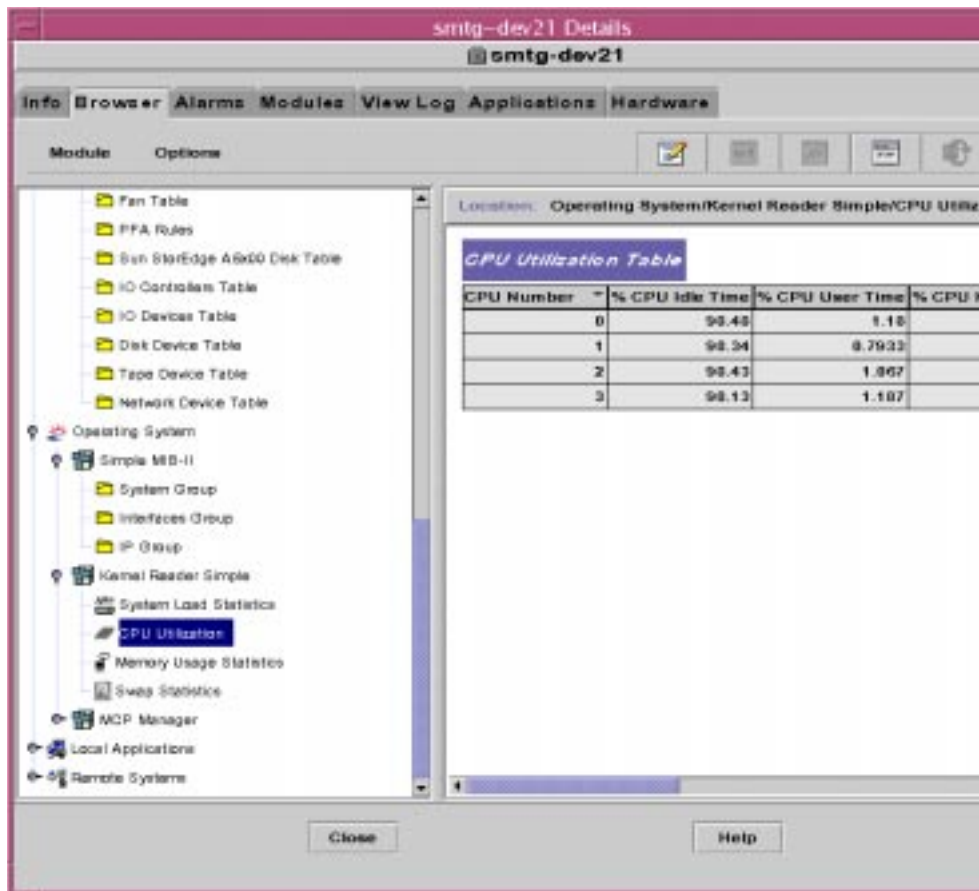 smtg-dev21 Details
smtg-dev21
Info Browser Alarms Modules View Log Applications Hardware
Module Options
Fan Table
PFA Rules
Sun StorEdge A5x00 Disk Table
IO Controllers Table
IO Devices Table
Disk Device Table
Tape Device Table
Network Device Table
Operating System
Simple MIB-II
System Group
Interfaces Group
IP Group
Kernel Reader Simple
System Load Statistics
CPU Utilization
Memory Usage Statistics
Swap Statistics
MCP Manager
Local Applications
Remote Systems
Location: Operating System/Kernel Reader Simple/CPU Utiliz
CPU Utilization Table
CPU Number % CPU Idle Time % CPU User Time % CPU
0 98.48 1.18
1 98.34 0.7933
2 98.43 1.067
3 98.13 1.187
Close Help